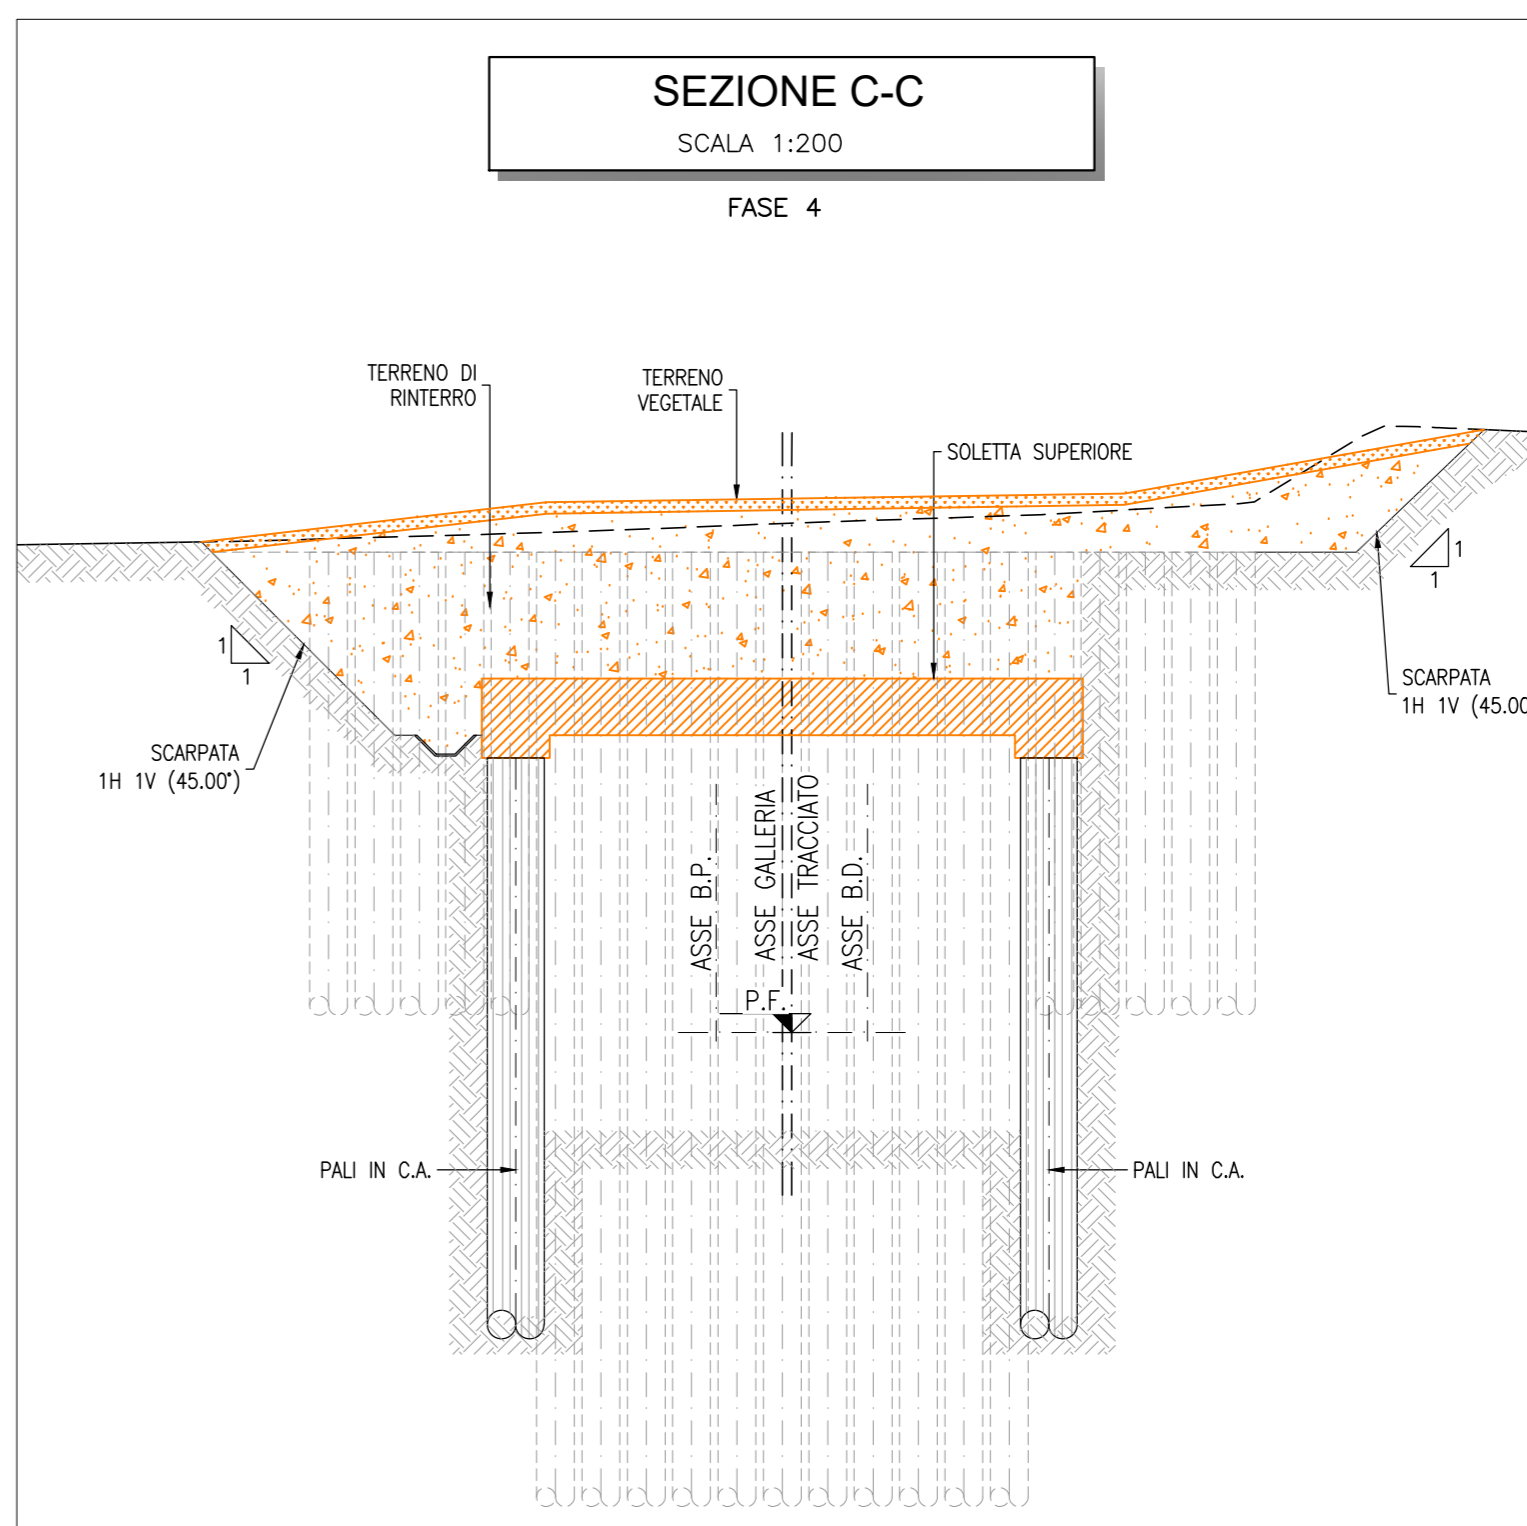 SEZIONE C-C
SCALA 1:200
FASE 4
TERRENO DI
RINTERRO
TERRENO
VEGETALE
SOLETTA SUPERIORE
1
1
1
1
SCARPATA
1H 1V (45.00°)
SCARPATA
1H 1V (45.00
ASSE B.P.
ASSE GALLERIA
ASSE TRACCIATO
ASSE B.D.
P.F.
PALI IN C.A.
PALI IN C.A.